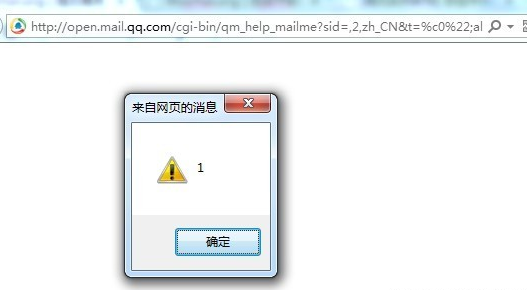 http://open.mail.qq.com/cgi-bin/qm_help_mailme?sid=,2,zh_CN&t=%c0%22;al
来自网页的消息
1
确定